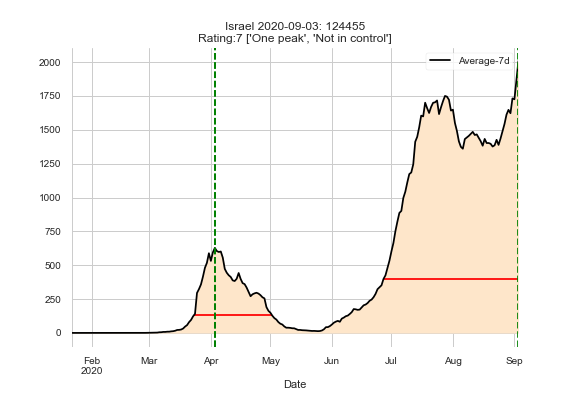 Israel 2020-09-03: 124455
Rating:7 ['One peak', 'Not in control']
Average-7d
2000
1750
1500
1250
1000
750
500
250
0
Feb Mar Apr May Jun Jul Aug Sep
2020
Date